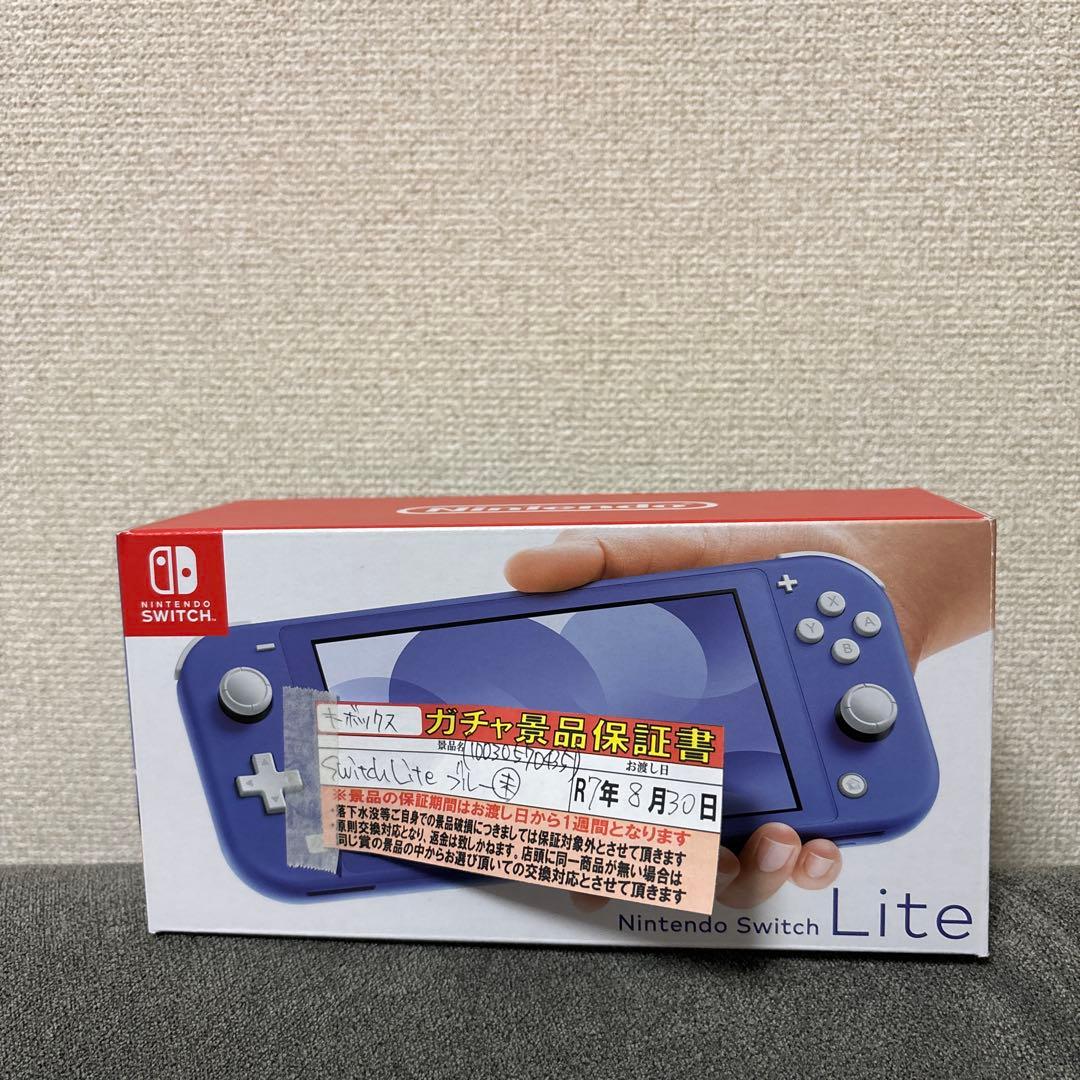 Nintendo
NINTENDO
SWITCH™
X
Y
A
B
キーボックス
ガチャ景品保証書
景品名
(10030570435)
お渡し日
Switch Lite ブルー 未
R7年8月30日
※景品の保証期間はお渡し日から1週間となります
・落下水没等ご自身での景品破損につきましては保証対象外とさせて頂きます
・原則交換対応となり、返金は致しかねます。店頭に同一商品が無い場合は
同じ賞の景品の中からお選び頂いての交換対応とさせて頂きます
Nintendo Switch Lite